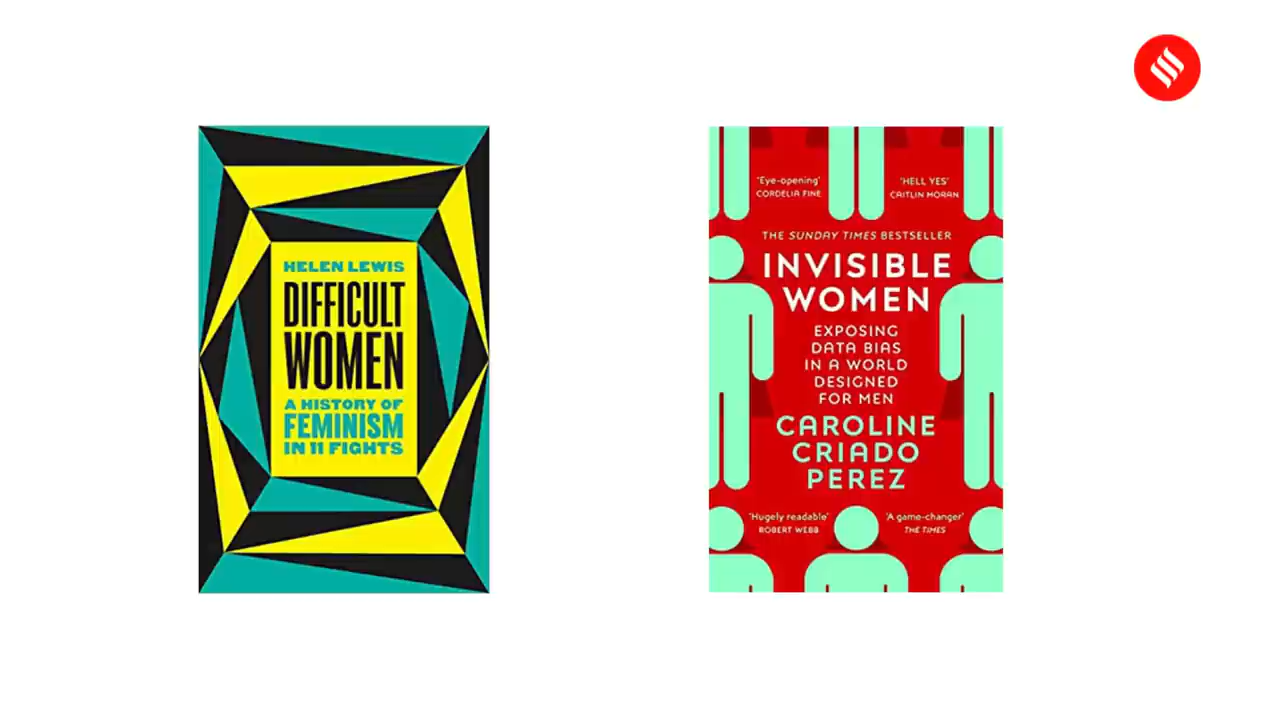 HELEN LEWIS
DIFFICULT
WOMEN
A HISTORY OF
FEMINISM
IN 11 FIGHTS
'Eye-opening'
CORDELIA FINE
'HELL YES'
CAITLIN MORAN
THE SUNDAY TIMES BESTSELLER
INVISIBLE
WOMEN
EXPOSING
DATA BIAS
IN A WORLD
DESIGNED
FOR MEN
CAROLINE
CRIADO
PEREZ
'Hugely readable'
ROBERT WEBB
'A game-changer'
THE TIMES